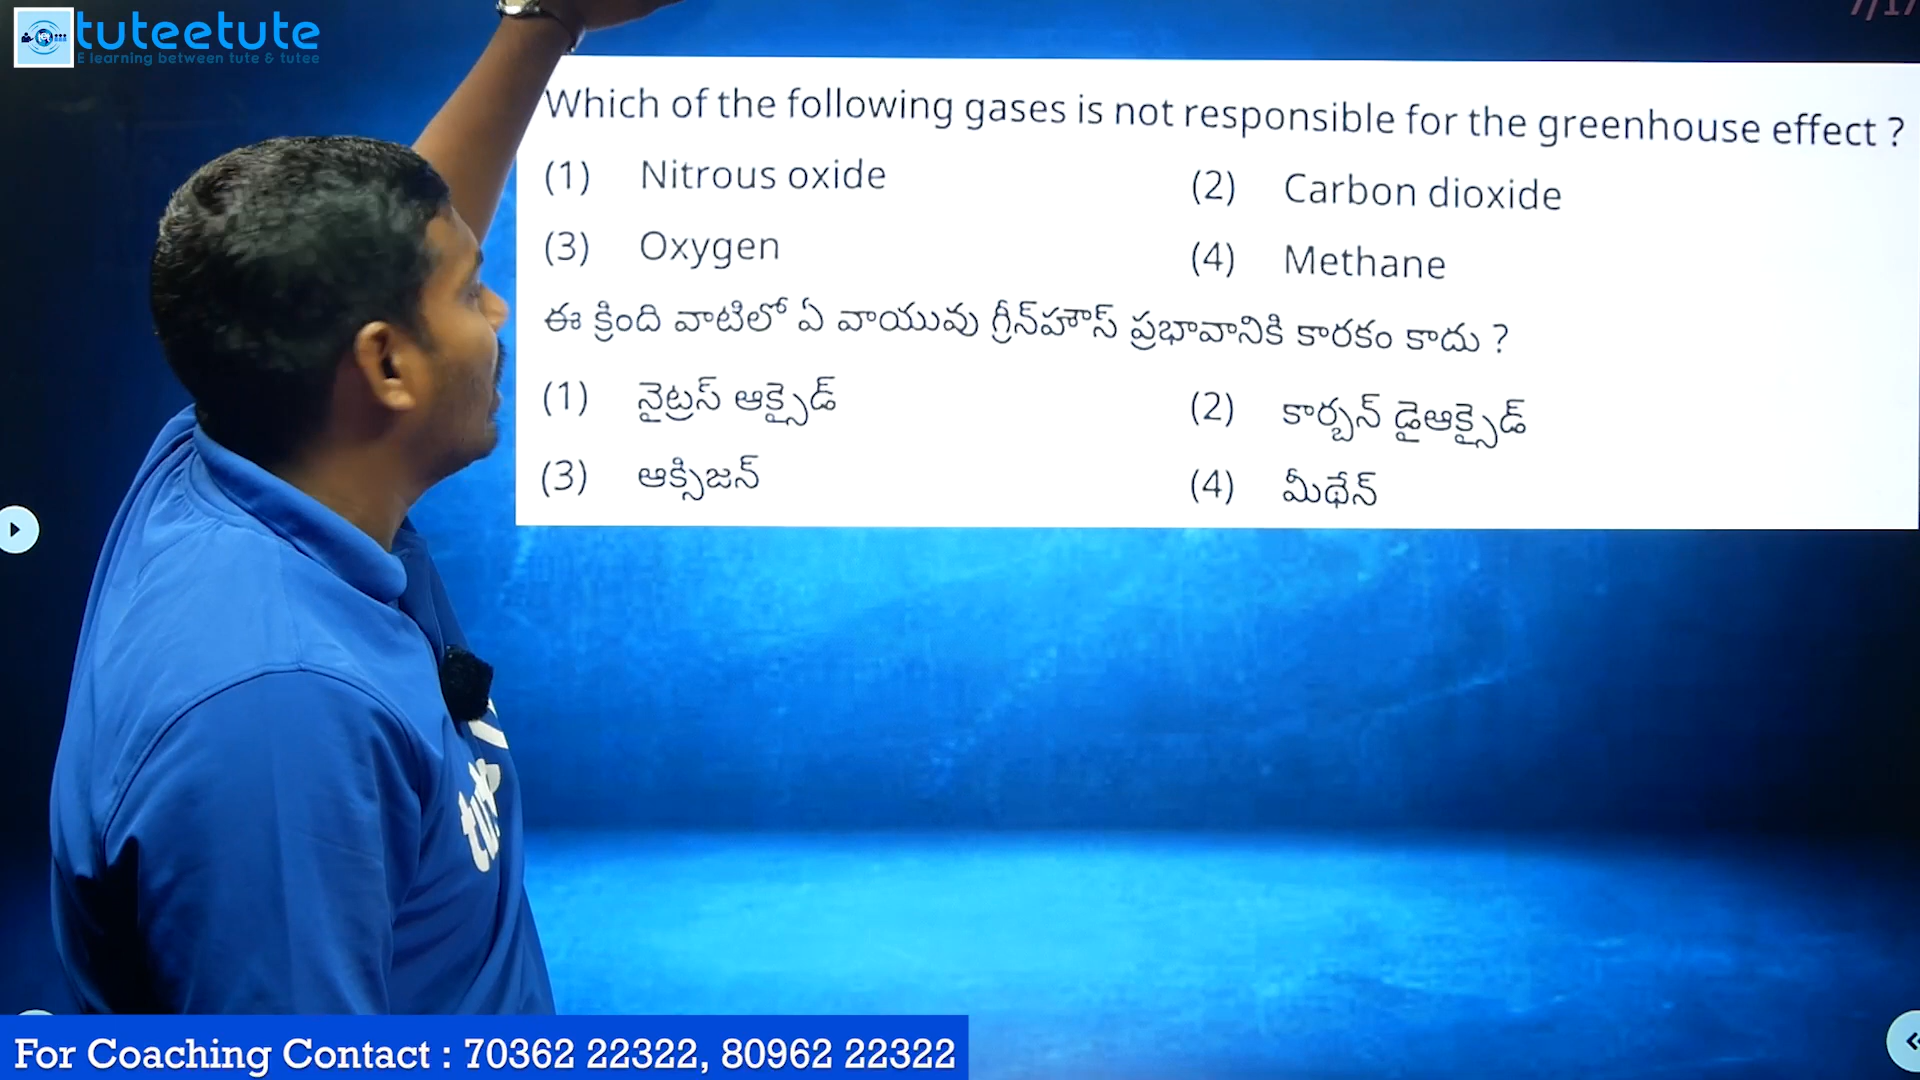 tuteetute
E learning between tute & tutee
7/17
Which of the following gases is not responsible for the greenhouse effect ?
(1) Nitrous oxide (2) Carbon dioxide
(3) Oxygen (4) Methane
ఈ క్రింది వాటిలో ఏ వాయువు గ్రీన్‌హౌస్ ప్రభావానికి కారకం కాదు ?
(1) నైట్రస్ ఆక్సైడ్ (2) కార్బన్ డైఆక్సైడ్
(3) ఆక్సిజన్ (4) మీథేన్
For Coaching Contact : 70362 22322, 80962 22322